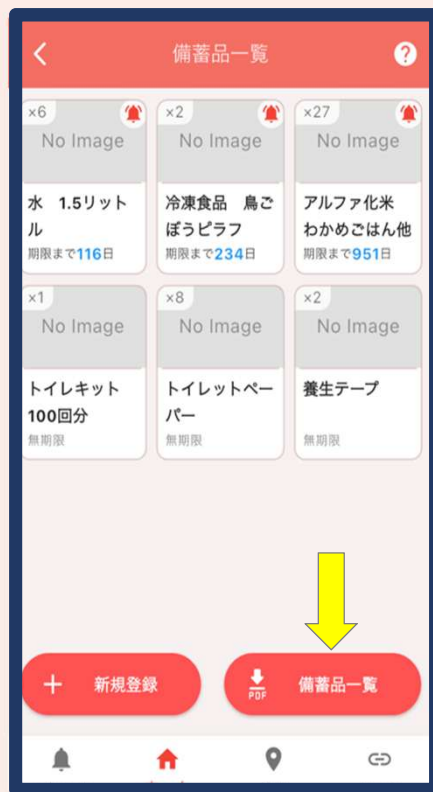 備蓄品一覧
?
×6
×2
×27
No Image
No Image
No Image
水 1.5リット
ル
期限まで116日
冷凍食品 鳥ご
ぼうピラフ
期限まで234日
アルファ化米
わかめごはん他
期限まで951日
×1
×8
×2
No Image
No Image
No Image
トイレキット
100回分
無期限
トイレットペー
パー
無期限
養生テープ
無期限
新規登録
PDF
備蓄品一覧